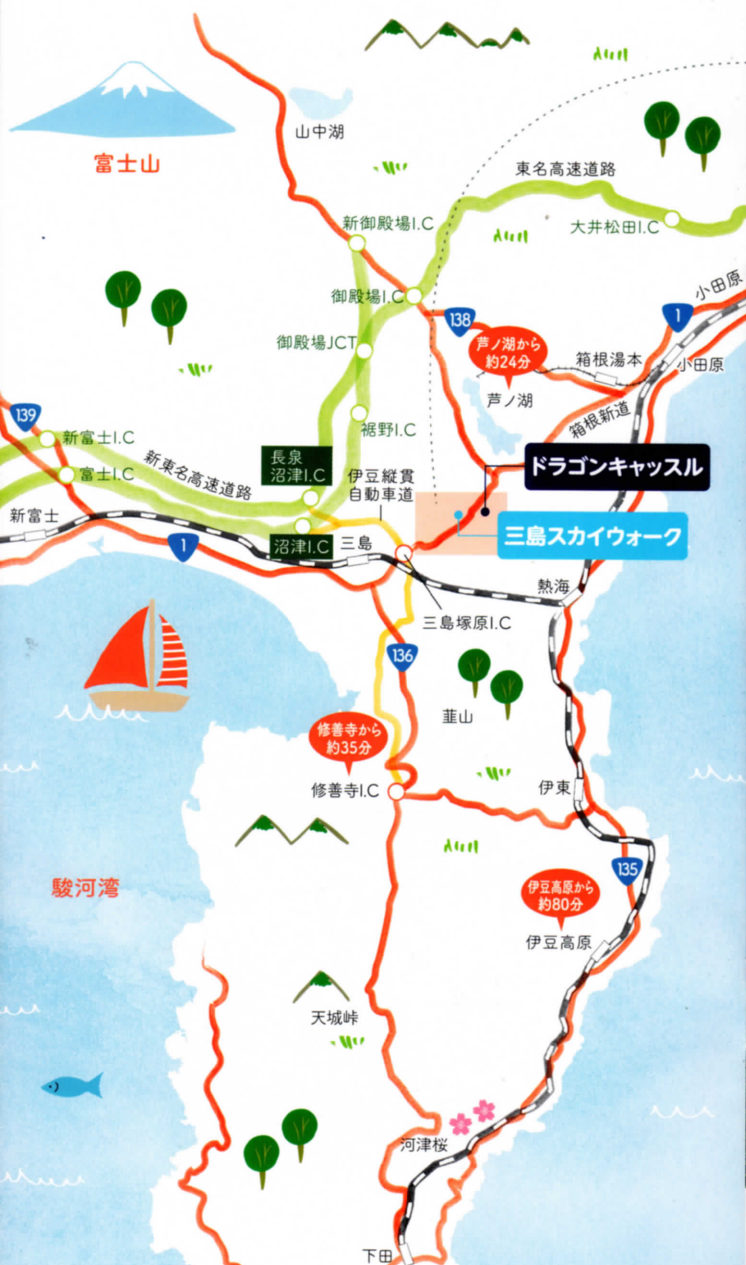 山中湖
富士山
東名高速道路
新御殿場I.C
大井松田I.C
御殿場I.C
小田原
138
1
御殿場JCT
芦ノ湖から
約24分
箱根湯本
小田原
139
芦ノ湖
箱根新道
新富士I.C
裾野I.C
富士I.C
新東名高速道路
長泉
沼津I.C
伊豆縦貫
自動車道
ドラゴンキャッスル
新富士
1
沼津I.C
三島
三島スカイウォーク
熱海
三島塚原I.C
136
韮山
修善寺から
約35分
修善寺I.C
伊東
135
駿河湾
伊豆高原から
約80分
伊豆高原
天城峠
河津桜
下田